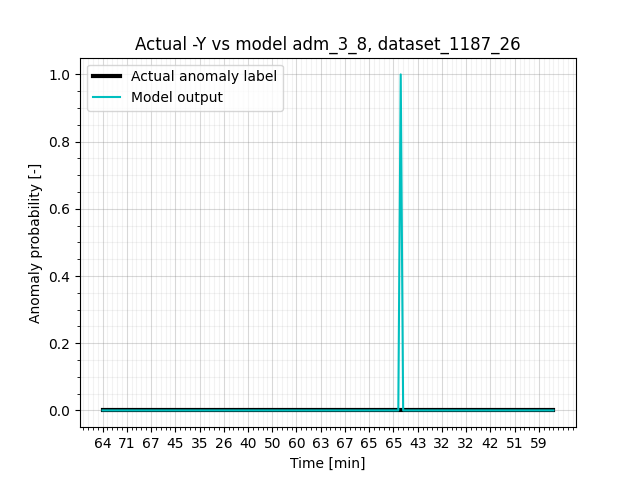 Actual -Y vs model adm_3_8, dataset_1187_26
Actual anomaly label
Model output
1.0
0.8
0.6
0.4
0.2
0.0
Anomaly probability [-]
64 71 67 45 35 26 40 50 60 63 67 65 65 43 32 32 42 51 59
Time [min]